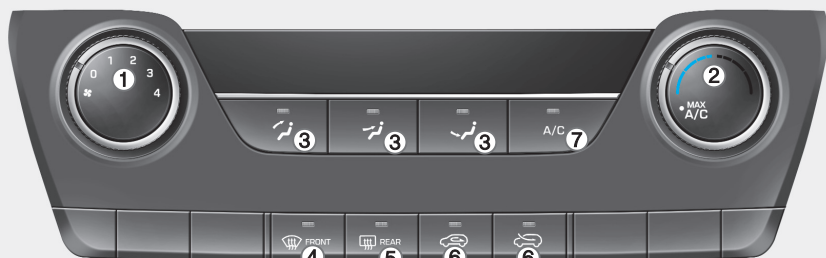 0 1 2 3 4
①
②
MAX
A/C
③ ③ ③
A/C ⑦
FRONT ④
REAR ⑤
⑥ ⑥